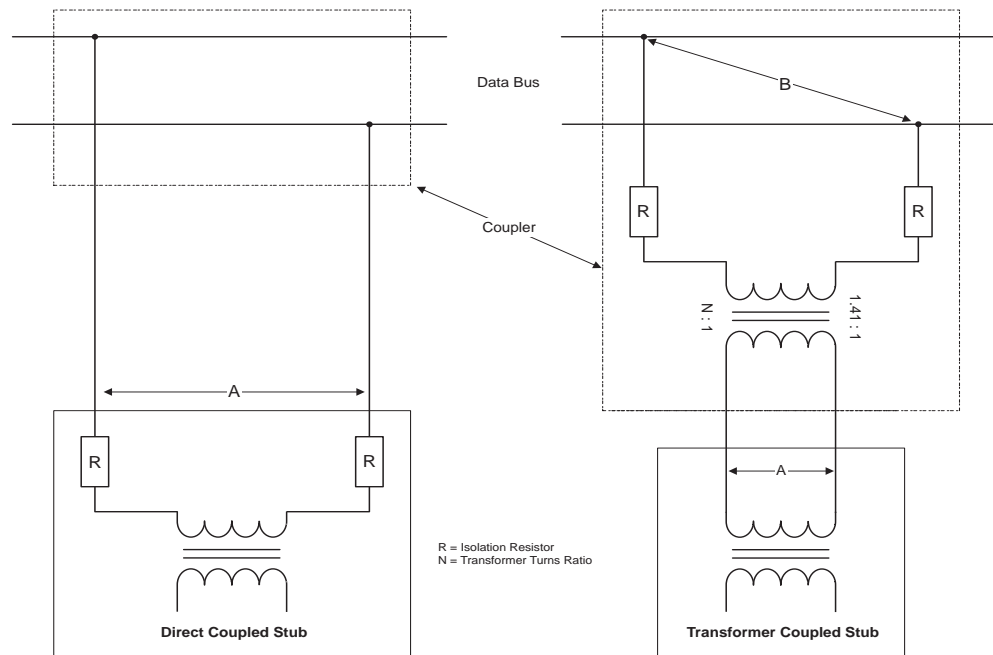 Data Bus
B
R
R
Coupler
N : 1
1.41 : 1
A
R
R
A
R = Isolation Resistor
N = Transformer Turns Ratio
Direct Coupled Stub
Transformer Coupled Stub